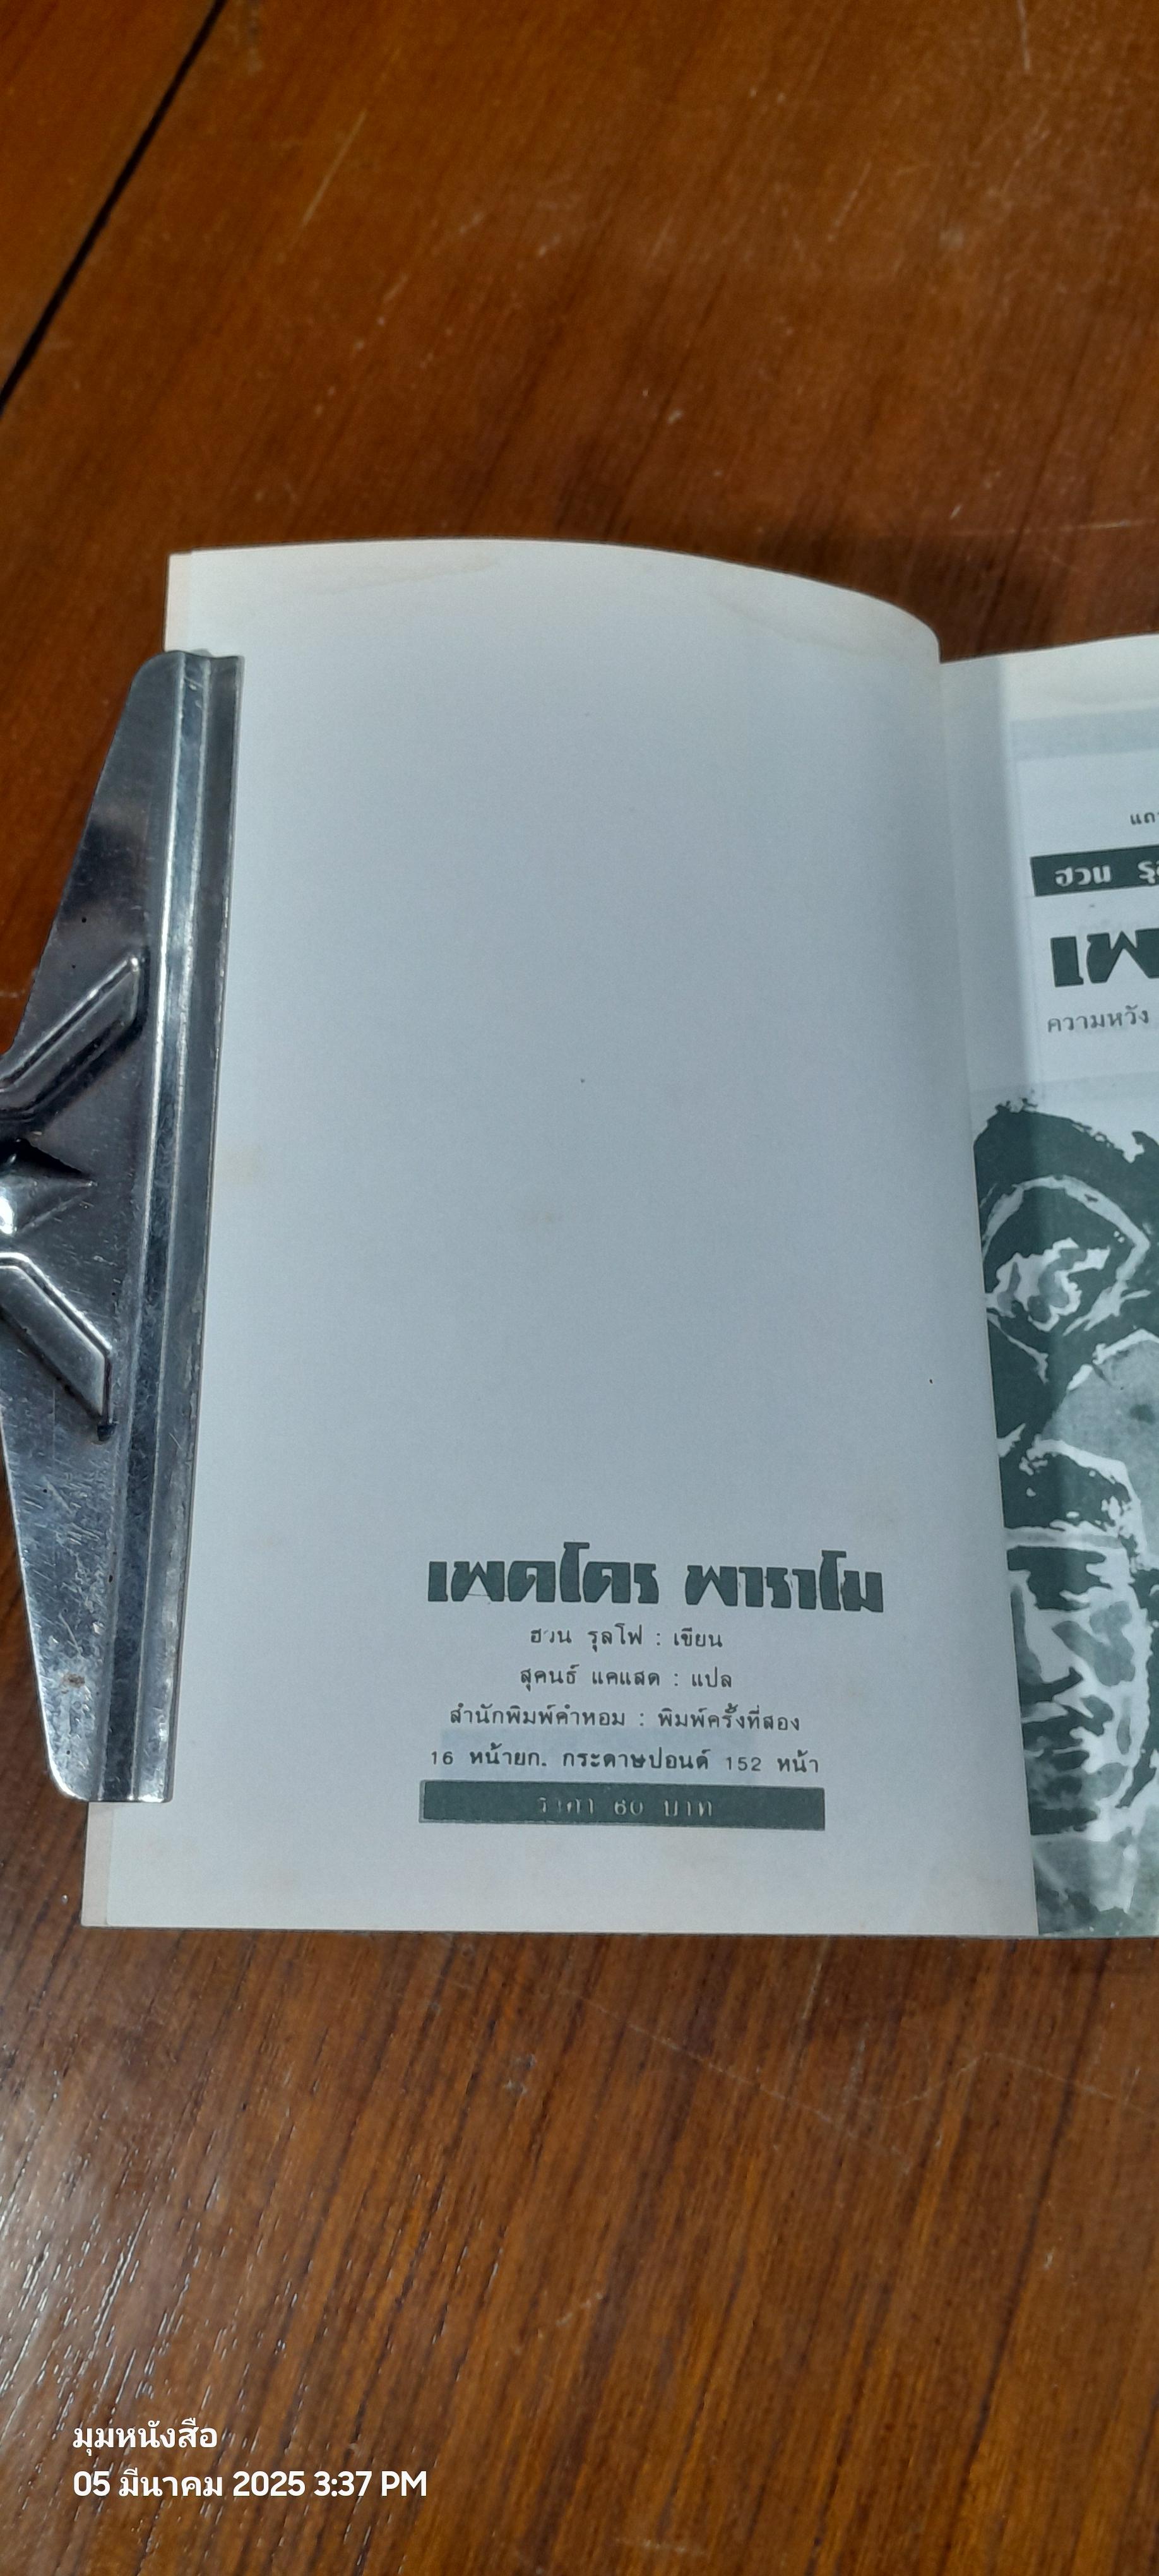 เพดโดร พาราโม
ฮวน รุลโฟ : เขียน
สุคนธ์ แคแสด : แปล
สำนักพิมพ์คำหอม : พิมพ์ครั้งที่สอง
16 หน้ายก. กระดาษปอนด์ 152 หน้า
ราคา 60 บาท
ฮวน
ความหวัง
มุมหนังสือ
05 มีนาคม 2025 3:37 PM